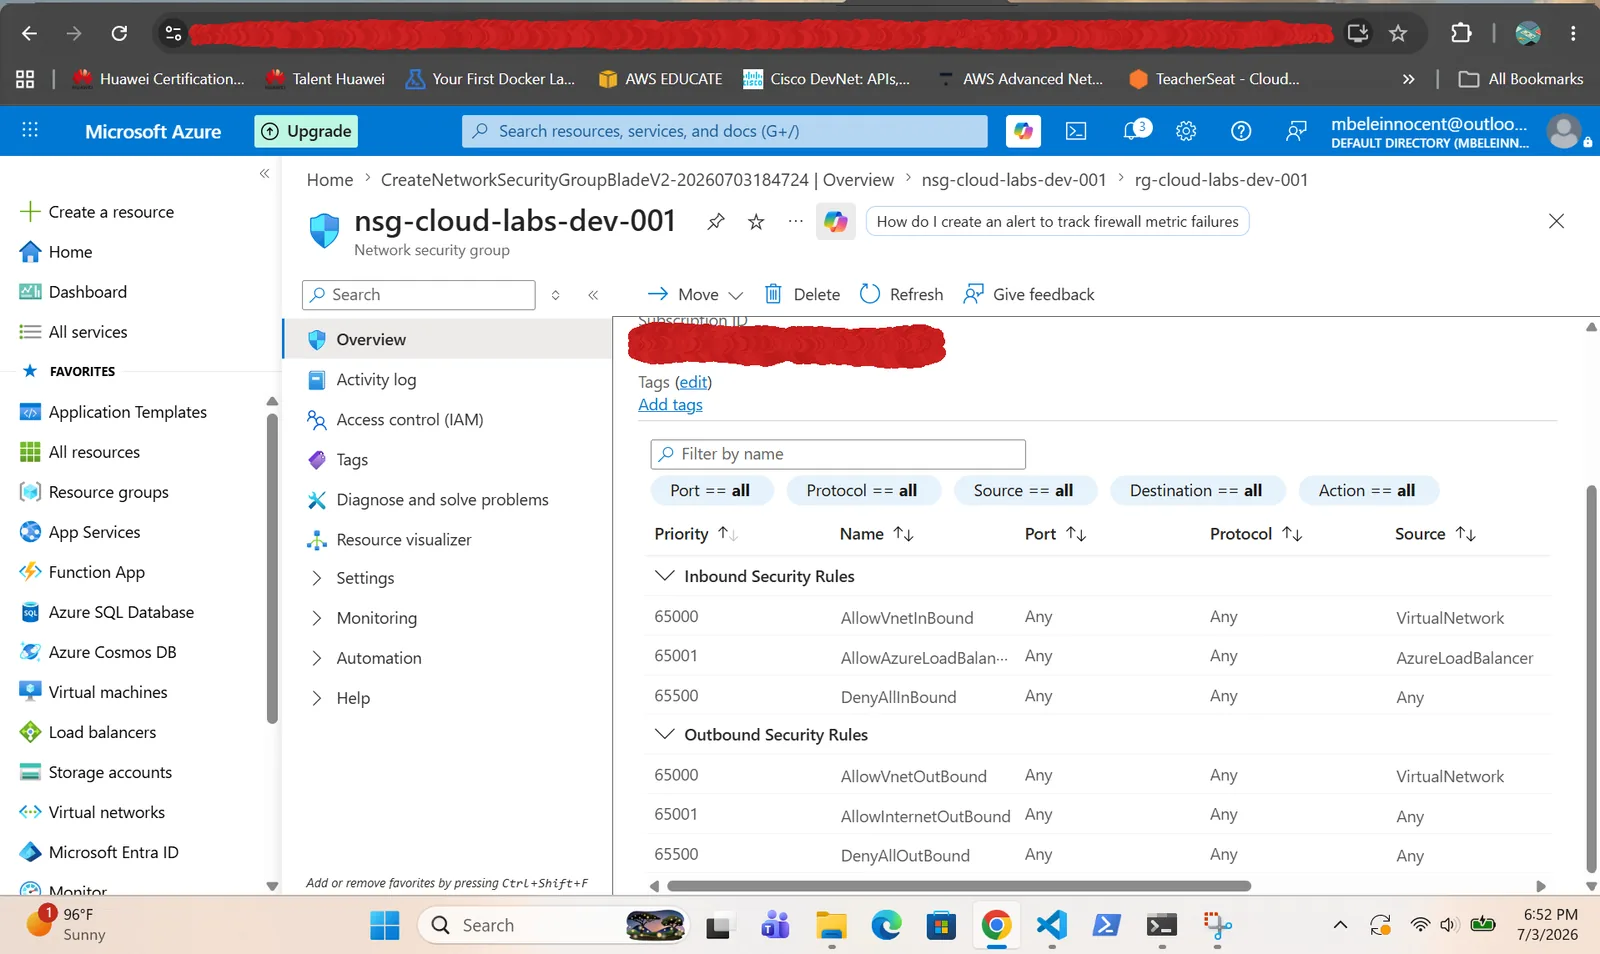 Huawei Certification...
Talent Huawei
Your First Docker La...
AWS EDUCATE
Cisco DevNet: APIs,...
AWS Advanced Net...
TeacherSeat - Cloud...
»
All Bookmarks
Microsoft Azure
Upgrade
Search resources, services, and docs (G+/)
3
mbeleinnocent@outloo...
DEFAULT DIRECTORY (MBELEINN...
Home > CreateNetworkSecurityGroupBladeV2-20260703184724 | Overview > nsg-cloud-labs-dev-001 > rg-cloud-labs-dev-001
nsg-cloud-labs-dev-001
How do I create an alert to track firewall metric failures
Network security group
Create a resource
Home
Dashboard
All services
FAVORITES
Application Templates
All resources
Resource groups
App Services
Function App
Azure SQL Database
Azure Cosmos DB
Virtual machines
Load balancers
Storage accounts
Virtual networks
Microsoft Entra ID
Monitor
Search
Overview
Activity log
Access control (IAM)
Tags
Diagnose and solve problems
Resource visualizer
Settings
Monitoring
Automation
Help
Add or remove favorites by pressing Ctrl+Shift+F
Move
Delete
Refresh
Give feedback
Subscription ID
Tags (edit)
Add tags
Filter by name
Port == all
Protocol == all
Source == all
Destination == all
Action == all
Priority Name Port Protocol Source
Inbound Security Rules
65000 AllowVnetInBound Any Any VirtualNetwork
65001 AllowAzureLoadBalan··· Any Any AzureLoadBalancer
65500 DenyAllInBound Any Any Any
Outbound Security Rules
65000 AllowVnetOutBound Any Any VirtualNetwork
65001 AllowInternetOutBound Any Any Any
65500 DenyAllOutBound Any Any Any
1
96°F
Sunny
Search
6:52 PM
7/3/2026